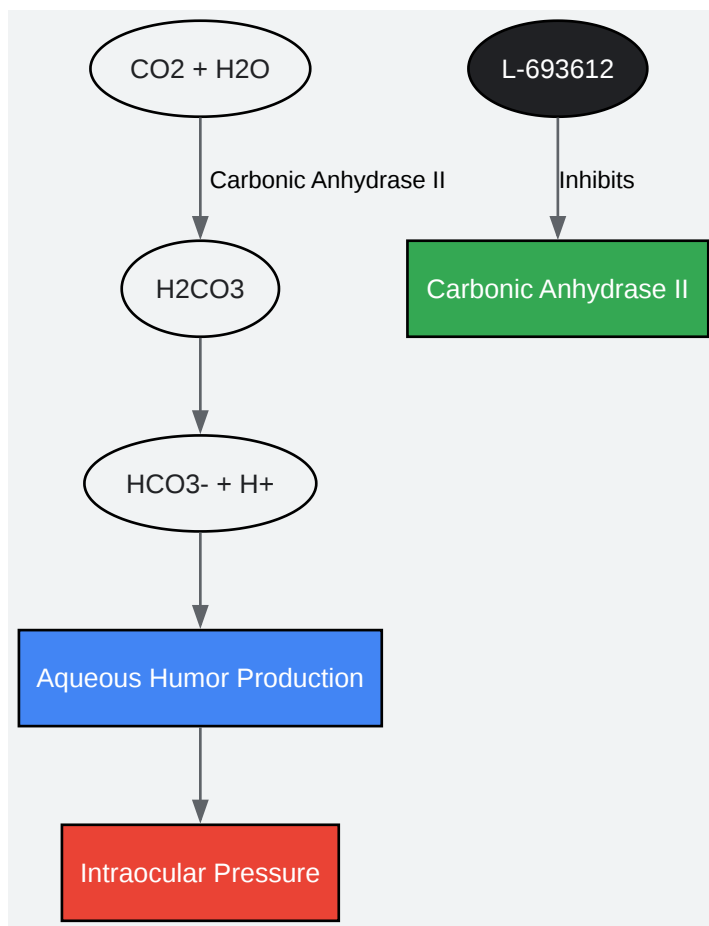 CO2 + H2O
L-693612
Carbonic Anhydrase II
Inhibits
H2CO3
Carbonic Anhydrase II
HCO3- + H+
Aqueous Humor Production
Intraocular Pressure